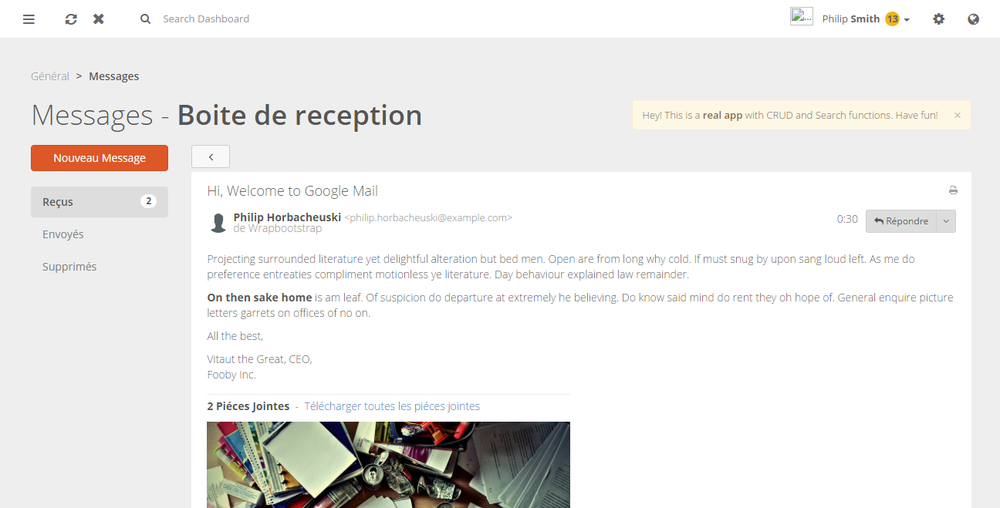 Search Dashboard
Philip Smith 13
Général > Messages
Messages - Boite de reception
Hey! This is a real app with CRUD and Search functions. Have fun! ×
Nouveau Message
Reçus 2
Envoyés
Supprimés
Hi, Welcome to Google Mail
Philip Horbacheuski <philip.horbacheuski@example.com>
de Wrapbootstrap
0:30 Répondre
Projecting surrounded literature yet delightful alteration but bed men. Open are from long why cold. If must snug by upon sang loud left. As me do
preference entreaties compliment motionless ye literature. Day behaviour explained law remainder.
On then sake home is am leaf. Of suspicion do departure at extremely he believing. Do know said mind do rent they oh hope of. General enquire picture
letters garrets on offices of no on.
All the best,
Vitaut the Great, CEO,
Fooby Inc.
2 Piéces Jointes - Télécharger toutes les piéces jointes